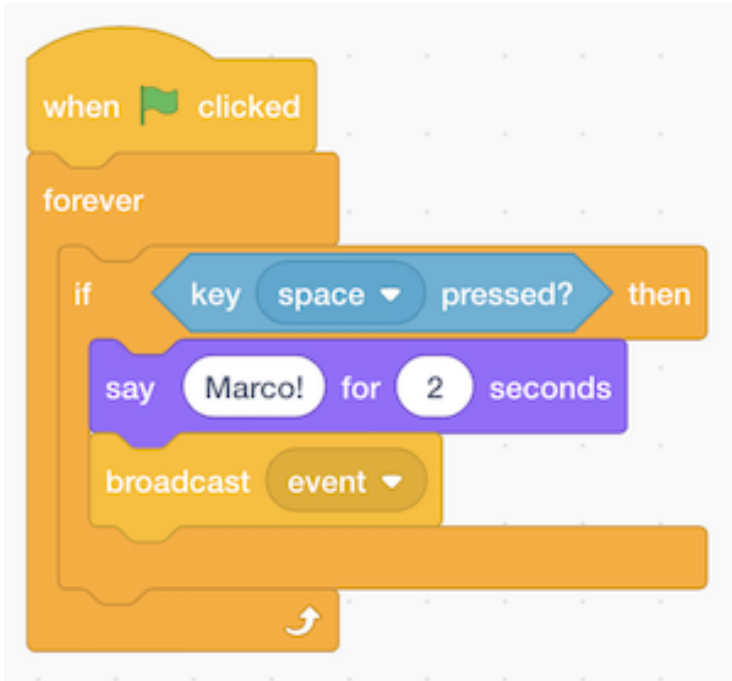 when clicked
forever
if key space pressed? then
say Marco! for 2 seconds
broadcast event